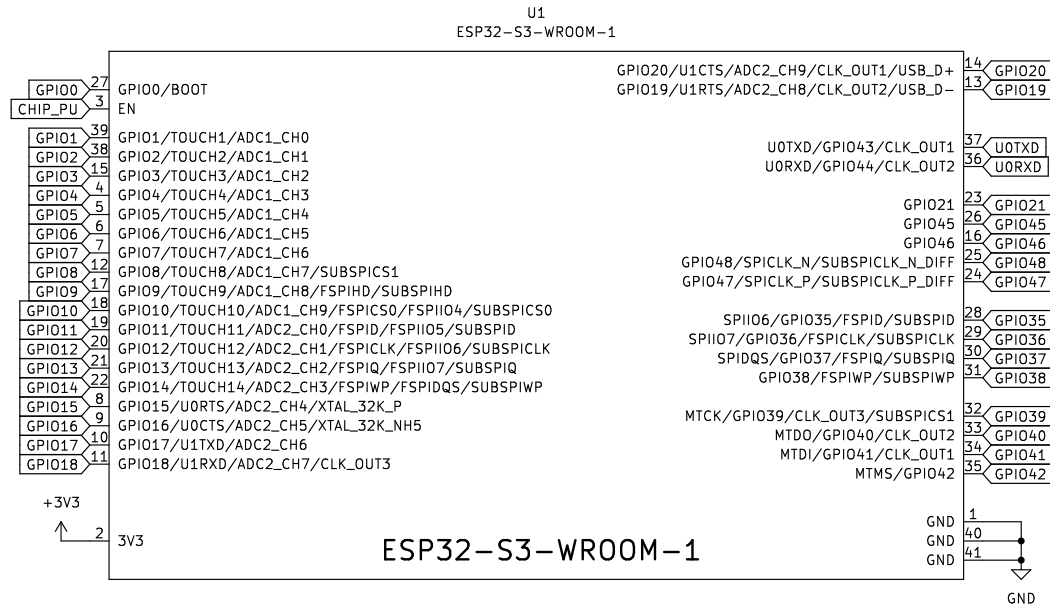 U1
ESP32-S3-WROOM-1
GPIO0 27 GPIO0/BOOT
CHIP_PU 3 EN
GPIO1 39 GPIO1/TOUCH1/ADC1_CH0
GPIO2 38 GPIO2/TOUCH2/ADC1_CH1
GPIO3 15 GPIO3/TOUCH3/ADC1_CH2
GPIO4 4 GPIO4/TOUCH4/ADC1_CH3
GPIO5 5 GPIO5/TOUCH5/ADC1_CH4
GPIO6 6 GPIO6/TOUCH6/ADC1_CH5
GPIO7 7 GPIO7/TOUCH7/ADC1_CH6
GPIO8 12 GPIO8/TOUCH8/ADC1_CH7/SUBSPICS1
GPIO9 17 GPIO9/TOUCH9/ADC1_CH8/FSPIHD/SUBSPIHD
GPIO10 18 GPIO10/TOUCH10/ADC1_CH9/FSPICS0/FSPIIO4/SUBSPICS0
GPIO11 19 GPIO11/TOUCH11/ADC2_CH0/FSPID/FSPIIO5/SUBSPID
GPIO12 20 GPIO12/TOUCH12/ADC2_CH1/FSPICLK/FSPIIO6/SUBSPICLK
GPIO13 21 GPIO13/TOUCH13/ADC2_CH2/FSPIQ/FSPIIO7/SUBSPIQ
GPIO14 22 GPIO14/TOUCH14/ADC2_CH3/FSPIWP/FSPIDQS/SUBSPIWP
GPIO15 8 GPIO15/U0RTS/ADC2_CH4/XTAL_32K_P
GPIO16 9 GPIO16/U0CTS/ADC2_CH5/XTAL_32K_NH5
GPIO17 10 GPIO17/U1TXD/ADC2_CH6
GPIO18 11 GPIO18/U1RXD/ADC2_CH7/CLK_OUT3
+3V3
2 3V3
GPIO20/U1CTS/ADC2_CH9/CLK_OUT1/USB_D+ 14 GPIO20
GPIO19/U1RTS/ADC2_CH8/CLK_OUT2/USB_D- 13 GPIO19
U0TXD/GPIO43/CLK_OUT1 37 U0TXD
U0RXD/GPIO44/CLK_OUT2 36 U0RXD
GPIO21 23 GPIO21
GPIO45 26 GPIO45
GPIO46 16 GPIO46
GPIO48/SPICLK_N/SUBSPICLK_N_DIFF 25 GPIO48
GPIO47/SPICLK_P/SUBSPICLK_P_DIFF 24 GPIO47
SPIIO6/GPIO35/FSPID/SUBSPID 28 GPIO35
SPIIO7/GPIO36/FSPICLK/SUBSPICLK 29 GPIO36
SPIDQS/GPIO37/FSPIQ/SUBSPIQ 30 GPIO37
GPIO38/FSPIWP/SUBSPIWP 31 GPIO38
MTCK/GPIO39/CLK_OUT3/SUBSPICS1 32 GPIO39
MTDO/GPIO40/CLK_OUT2 33 GPIO40
MTDI/GPIO41/CLK_OUT1 34 GPIO41
MTMS/GPIO42 35 GPIO42
GND 1
GND 40
GND 41
GND
ESP32-S3-WROOM-1